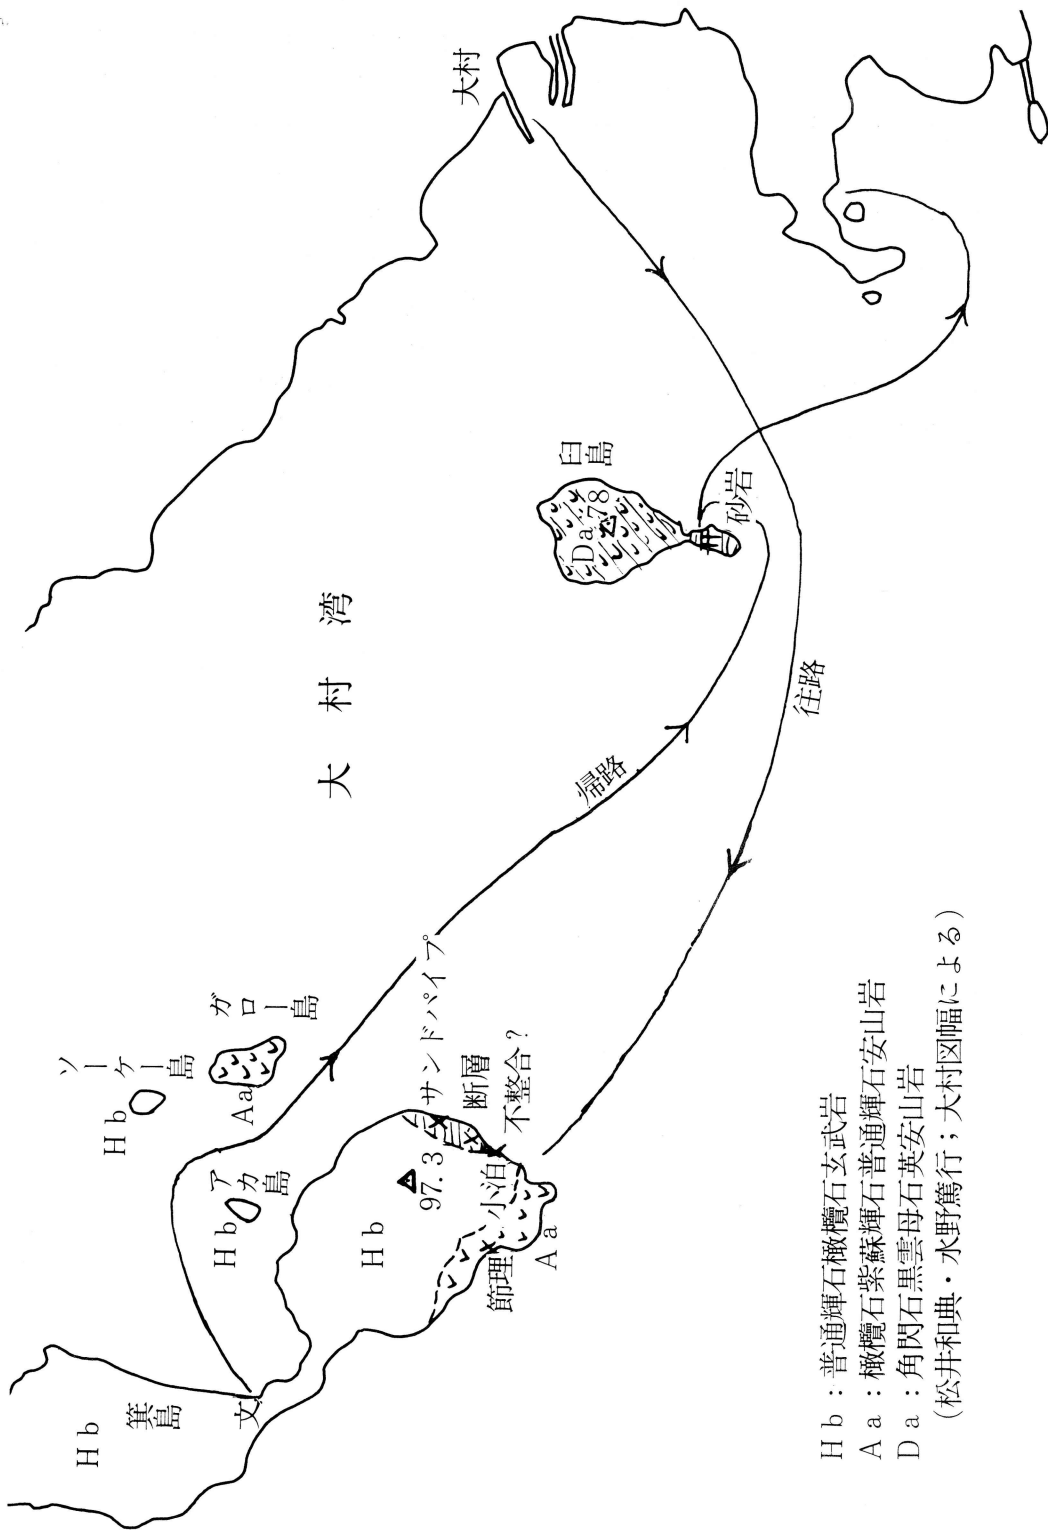 大村
大村湾
臼島
Da
78
砂岩
往路
帰路
ソーケー島
Hb
ガロー島
Aa
アカ島
Hb
Hb
97.3
サンドパイプ
断層
不整合?
小泊
節理
Aa
箕島
Hb
文
Hb:普通輝石橄欖石玄武岩
Aa:橄欖石紫蘇輝石普通輝石安山岩
Da:角閃石黒雲母石英安山岩
(松井和典・水野篤行;大村図幅による)